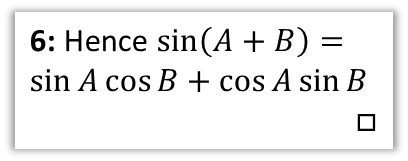 6: Hence sin(A + B) =
sin A cos B + cos A sin B
□